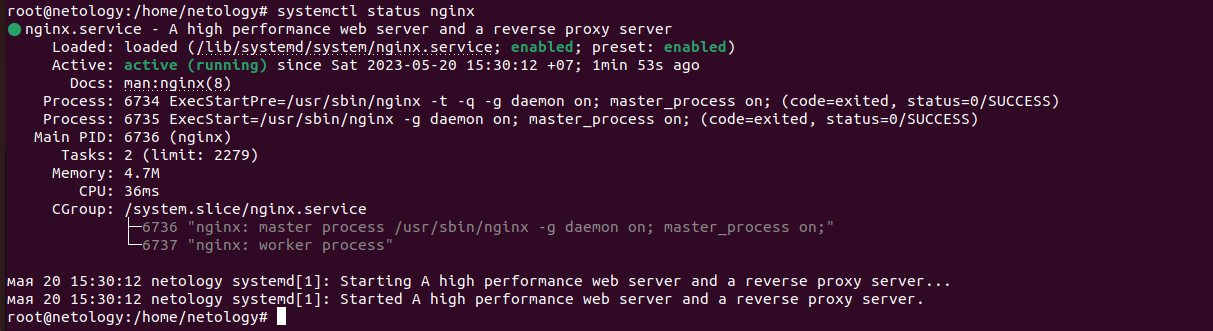 root@netology:/home/netology# systemctl status nginx
● nginx.service - A high performance web server and a reverse proxy server
     Loaded: loaded (/lib/systemd/system/nginx.service; enabled; preset: enabled)
     Active: active (running) since Sat 2023-05-20 15:30:12 +07; 1min 53s ago
       Docs: man:nginx(8)
    Process: 6734 ExecStartPre=/usr/sbin/nginx -t -q -g daemon on; master_process on; (code=exited, status=0/SUCCESS)
    Process: 6735 ExecStart=/usr/sbin/nginx -g daemon on; master_process on; (code=exited, status=0/SUCCESS)
   Main PID: 6736 (nginx)
      Tasks: 2 (limit: 2279)
     Memory: 4.7M
        CPU: 36ms
     CGroup: /system.slice/nginx.service
             ├─6736 "nginx: master process /usr/sbin/nginx -g daemon on; master_process on;"
             └─6737 "nginx: worker process"

мая 20 15:30:12 netology systemd[1]: Starting A high performance web server and a reverse proxy server...
мая 20 15:30:12 netology systemd[1]: Started A high performance web server and a reverse proxy server.
root@netology:/home/netology#